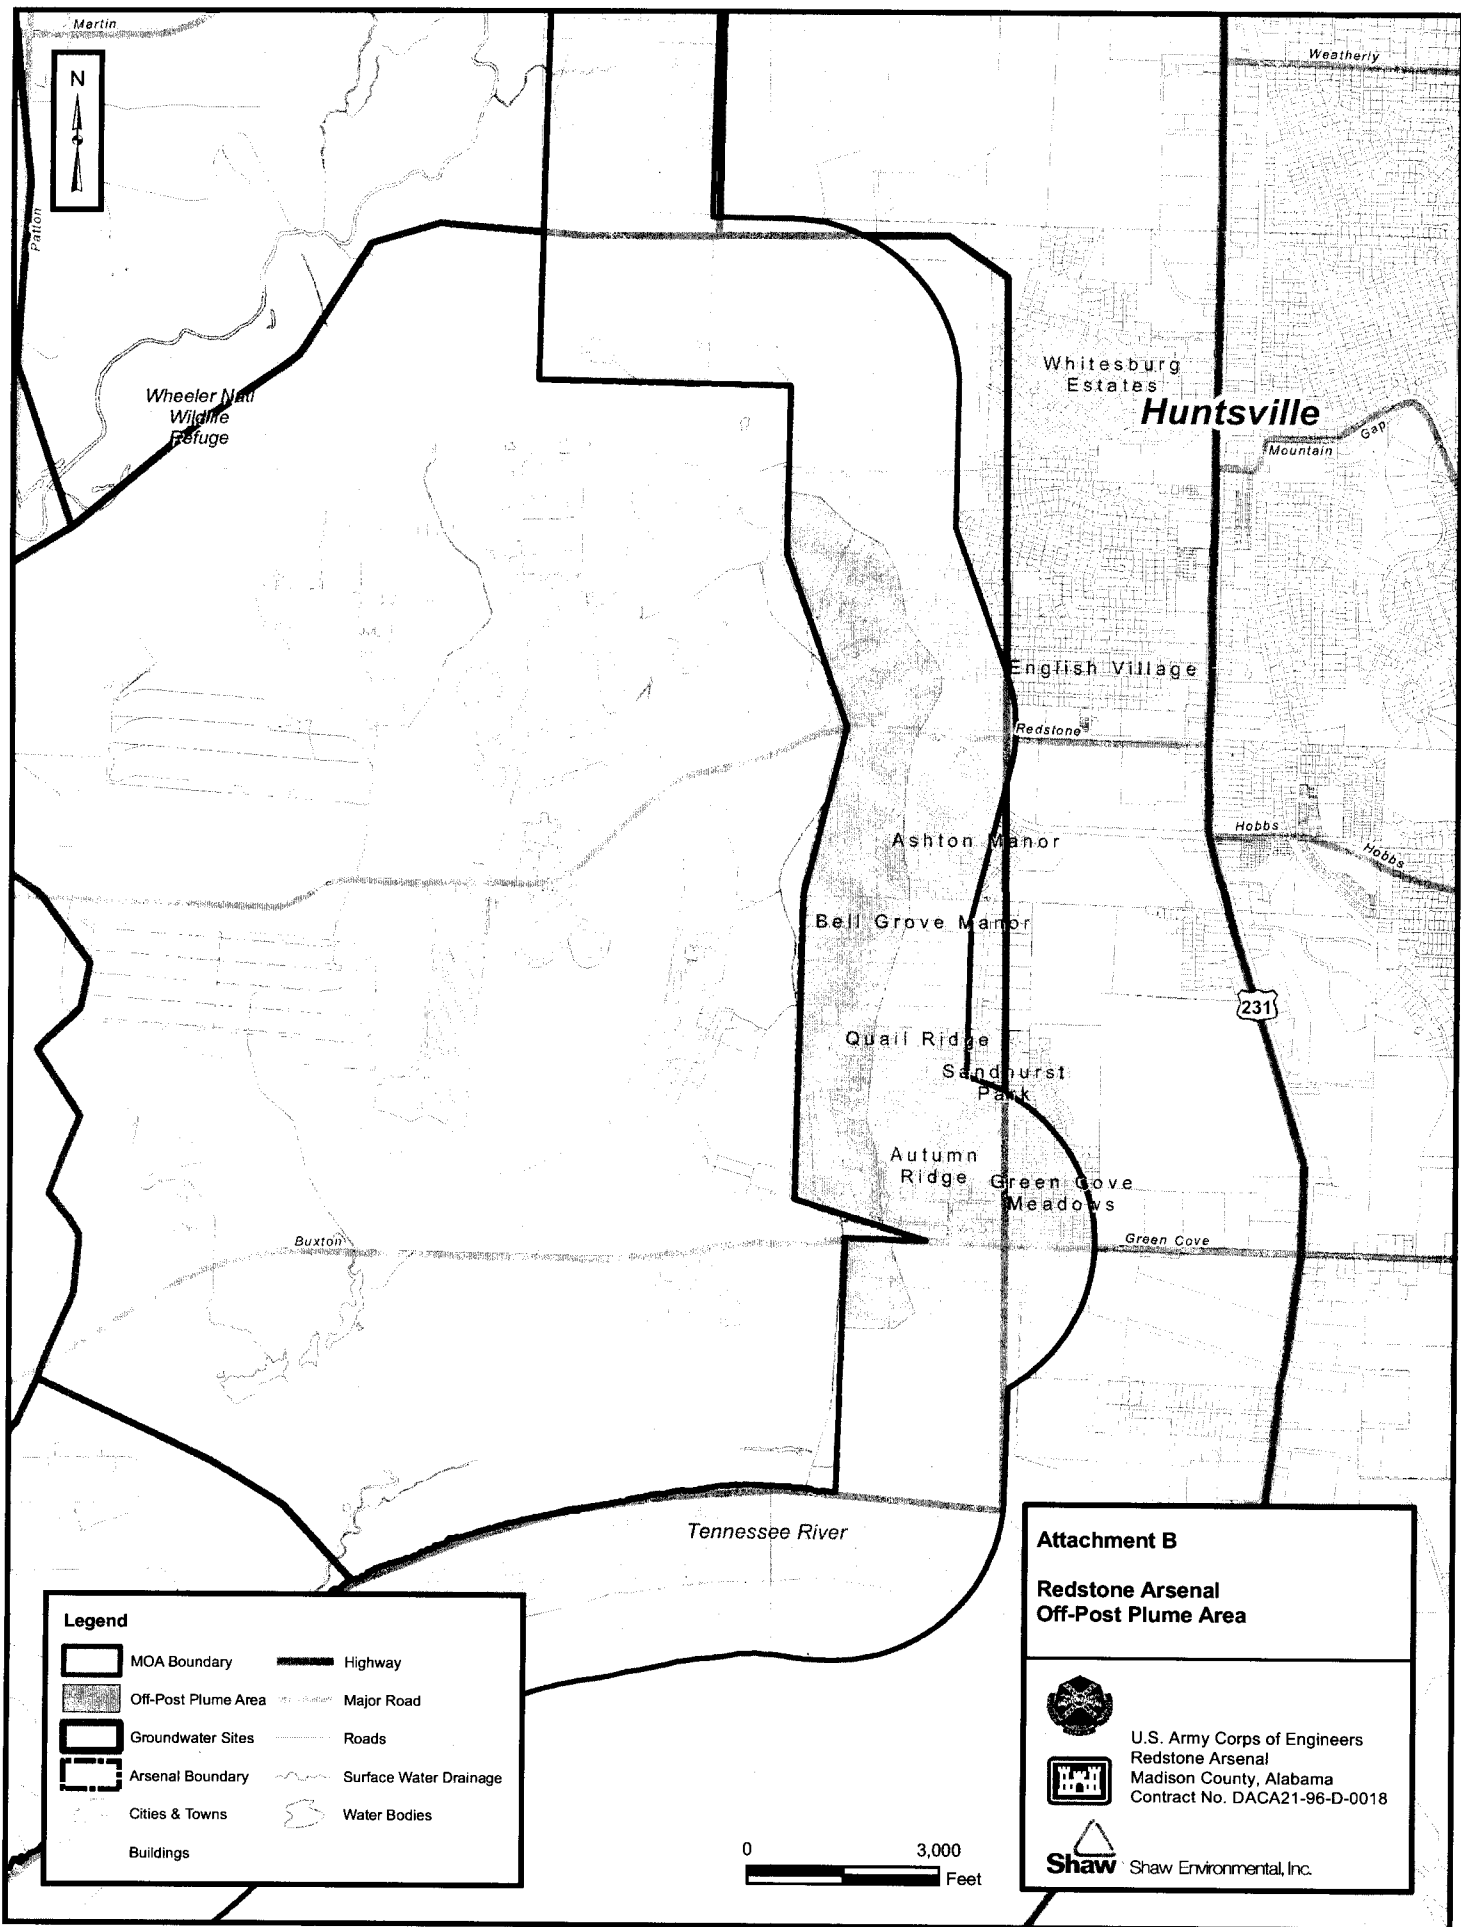 Martin
Weatherly
N
Patton
Whitesburg
Estates
Huntsville
Wheeler Natl
Wildlife
Refuge
Gap
Mountain
English Village
Redstone
Hobbs
Hobbs
Ashton Manor
Bell Grove Manor
231
Quail Ridge
Sandhurst
Park
Autumn
Ridge
Green Cove
Meadows
Buxton
Green Cove
Tennessee River
Attachment B
Redstone Arsenal
Off-Post Plume Area
Legend
MOA Boundary
Highway
Off-Post Plume Area
Major Road
Groundwater Sites
Roads
Arsenal Boundary
Surface Water Drainage
Cities & Towns
Water Bodies
Buildings
0 3,000
Feet
U.S. Army Corps of Engineers
Redstone Arsenal
Madison County, Alabama
Contract No. DACA21-96-D-0018
Shaw Shaw Environmental, Inc.